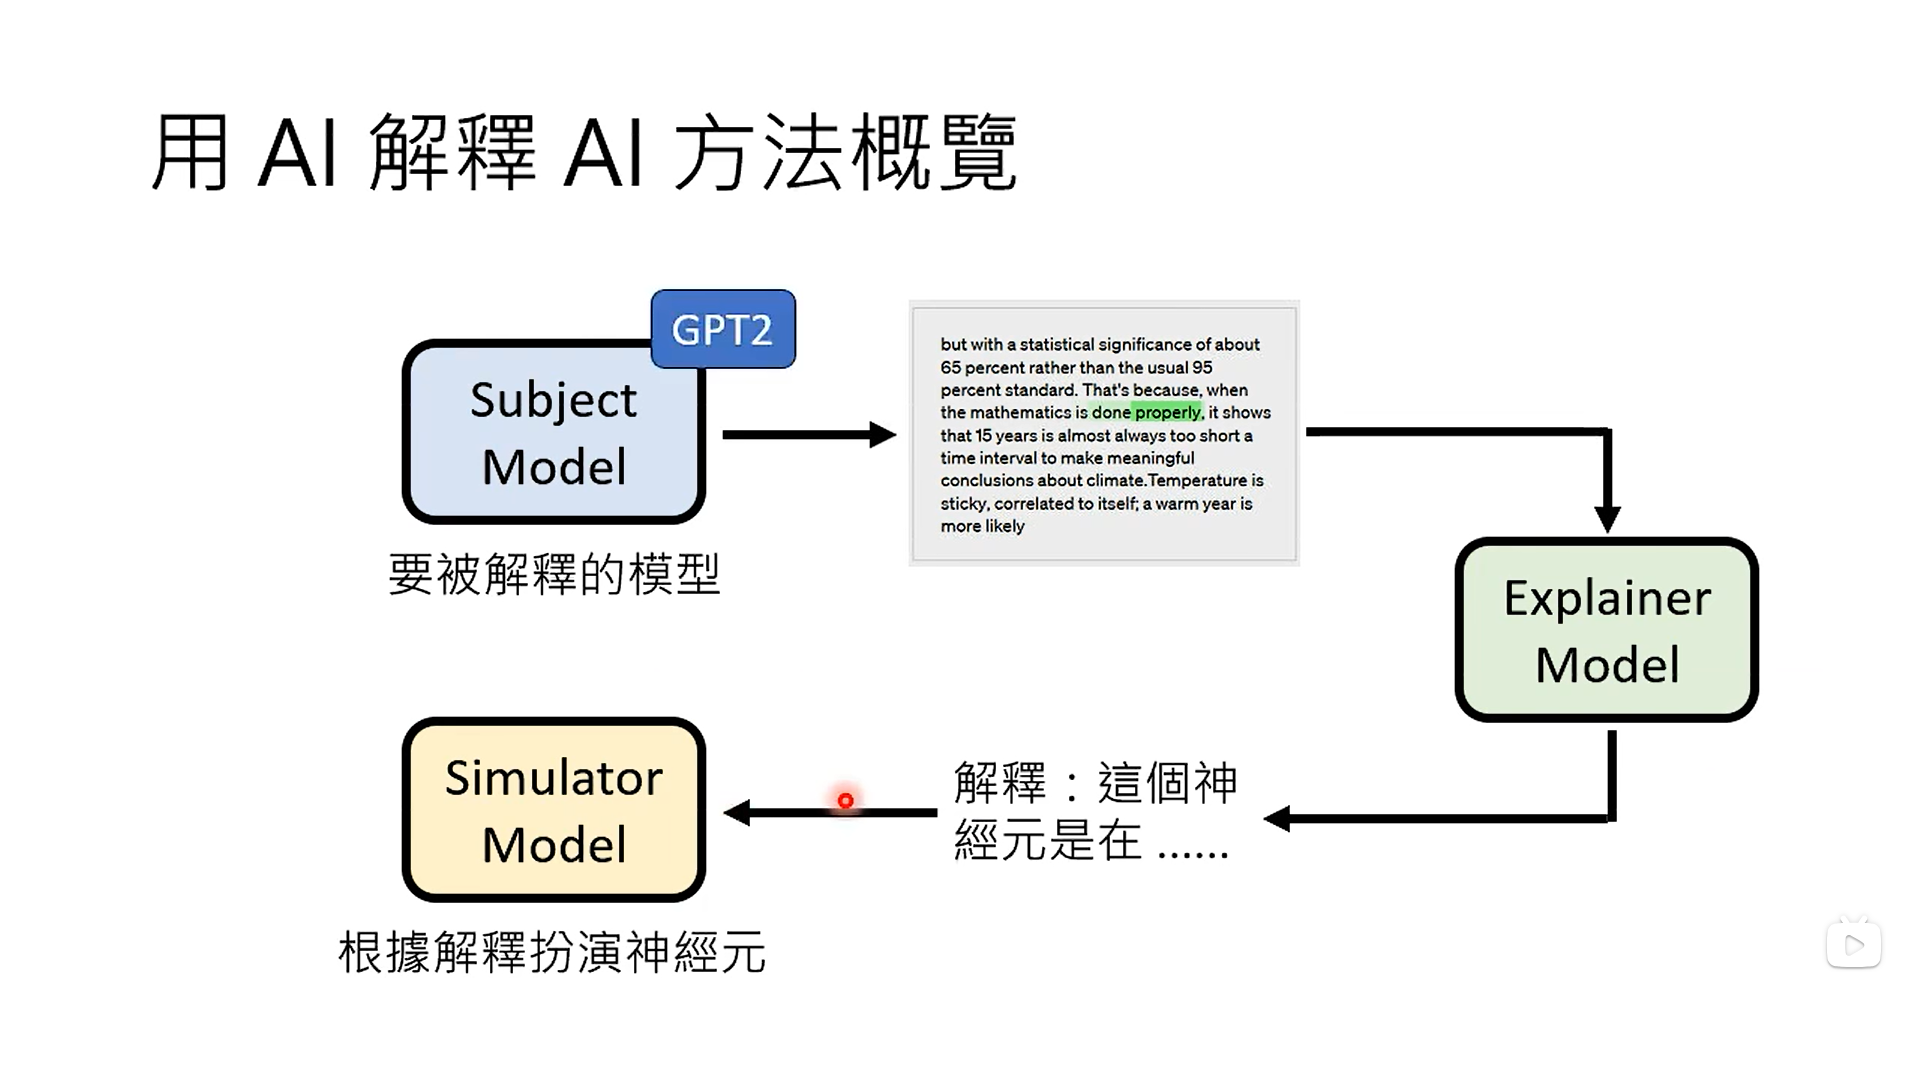 用 AI 解釋 AI 方法概覽
GPT2
Subject
Model
要被解釋的模型
but with a statistical significance of about
65 percent rather than the usual 95
percent standard. That's because, when
the mathematics is done properly, it shows
that 15 years is almost always too short a
time interval to make meaningful
conclusions about climate.Temperature is
sticky, correlated to itself; a warm year is
more likely
Explainer
Model
解釋：這個神
經元是在 ......
Simulator
Model
根據解釋扮演神經元